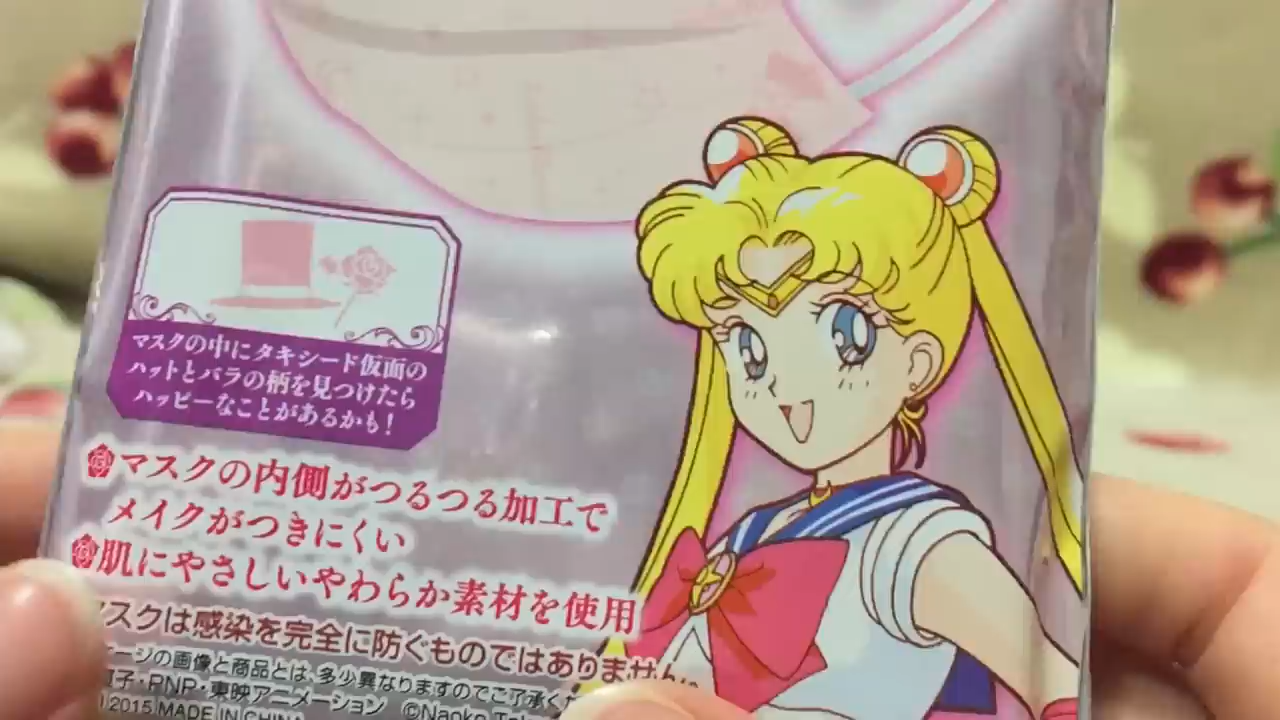 マスクの中にタキシード仮面の
ハットとバラの柄を見つけたら
ハッピーなことがあるかも!
マスクの内側がつるつる加工で
メイクがつきにくい
肌にやさしいやわらか素材を使用
マスクは感染を完全に防ぐものではありません。
ージの画像と商品とは、多少異なりますのでご了承くだ
子・PNP・東映アニメーション ©Naoko
2015 MADE IN CHINA